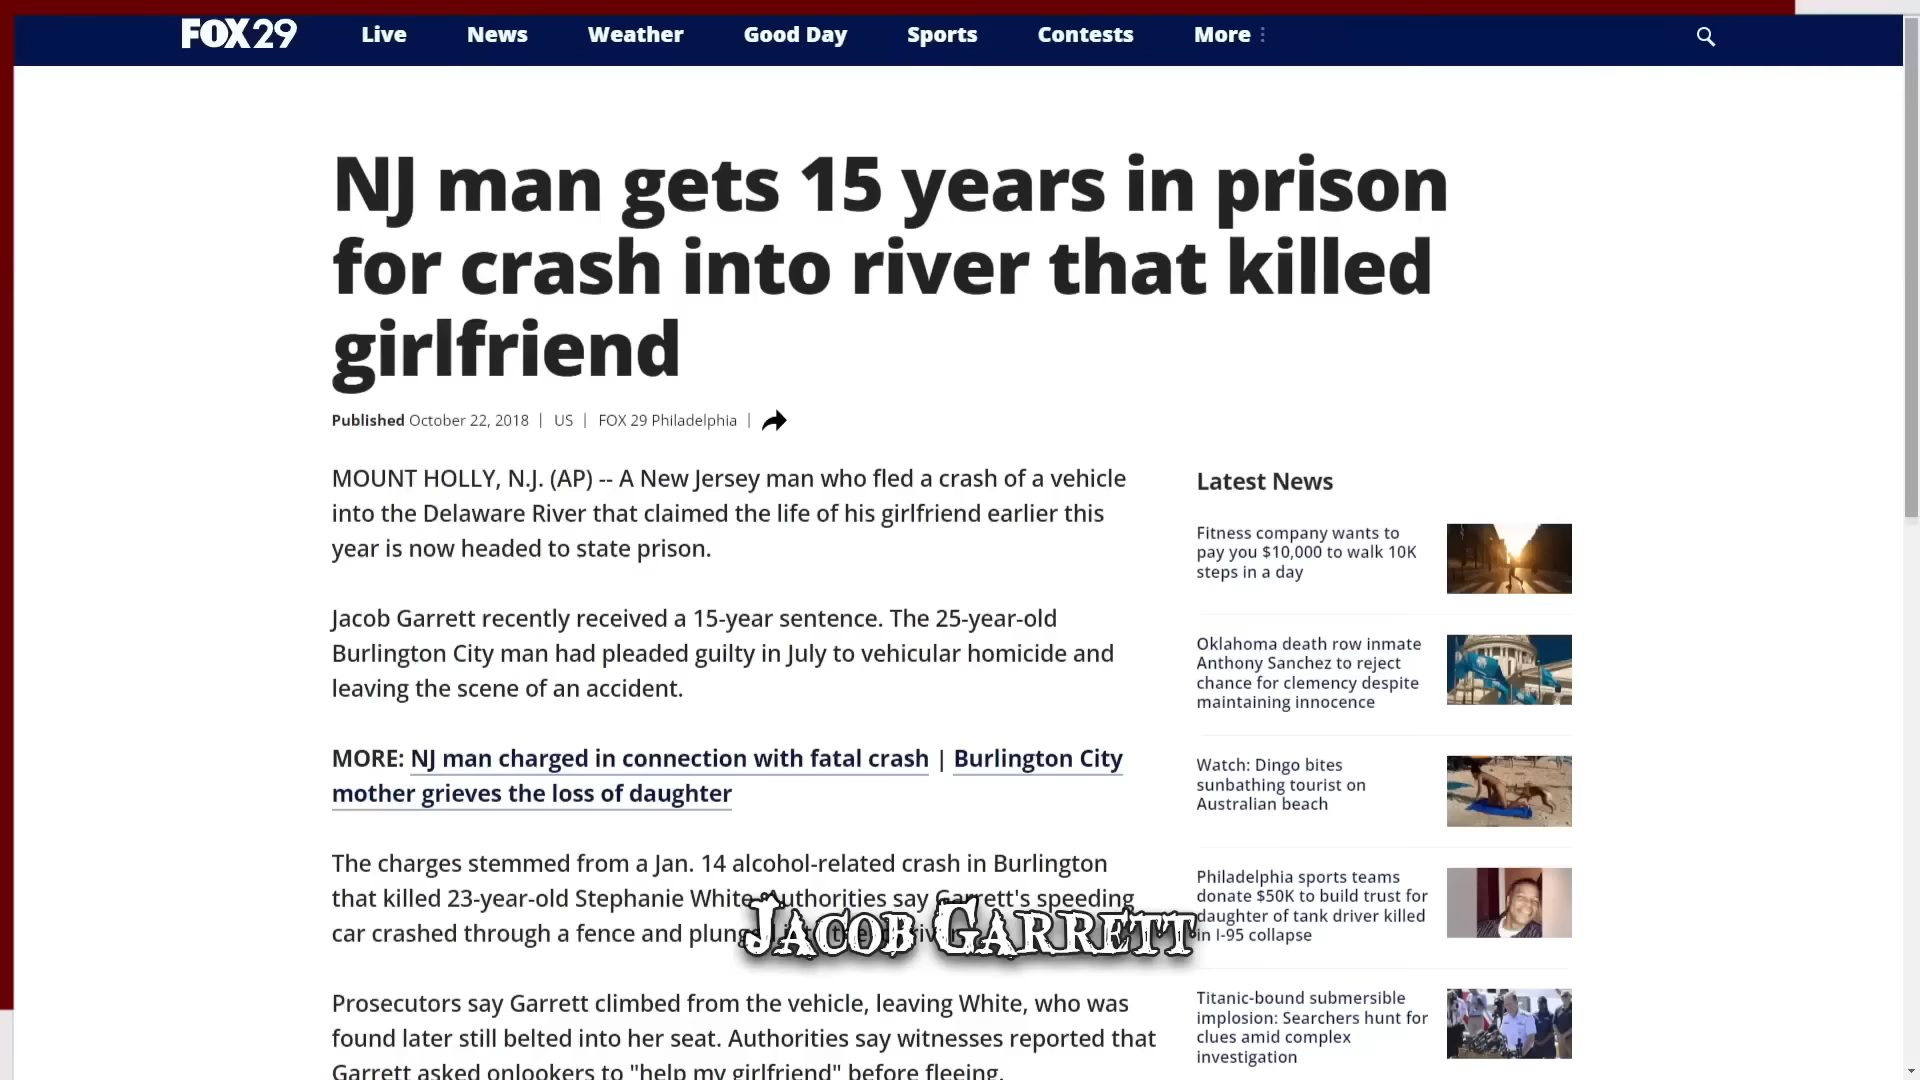 FOX 29
Live
News
Weather
Good Day
Sports
Contests
More
NJ man gets 15 years in prison
for crash into river that killed
girlfriend
Published October 22, 2018 | US | FOX 29 Philadelphia |
MOUNT HOLLY, N.J. (AP) -- A New Jersey man who fled a crash of a vehicle
into the Delaware River that claimed the life of his girlfriend earlier this
year is now headed to state prison.
Jacob Garrett recently received a 15-year sentence. The 25-year-old
Burlington City man had pleaded guilty in July to vehicular homicide and
leaving the scene of an accident.
MORE: NJ man charged in connection with fatal crash | Burlington City
mother grieves the loss of daughter
The charges stemmed from a Jan. 14 alcohol-related crash in Burlington
that killed 23-year-old Stephanie White. Authorities say Garrett's speeding
car crashed through a fence and
Jacob Garrett
Prosecutors say Garrett climbed from the vehicle, leaving White, who was
found later still belted into her seat. Authorities say witnesses reported that
Garrett asked onlookers to "help my girlfriend" before fleeing.
Latest News
Fitness company wants to
pay you $10,000 to walk 10K
steps in a day
Oklahoma death row inmate
Anthony Sanchez to reject
chance for clemency despite
maintaining innocence
Watch: Dingo bites
sunbathing tourist on
Australian beach
Philadelphia sports teams
donate $50K to build trust for
daughter of tank driver killed
in I-95 collapse
Titanic-bound submersible
implosion: Searchers hunt for
clues amid complex
investigation